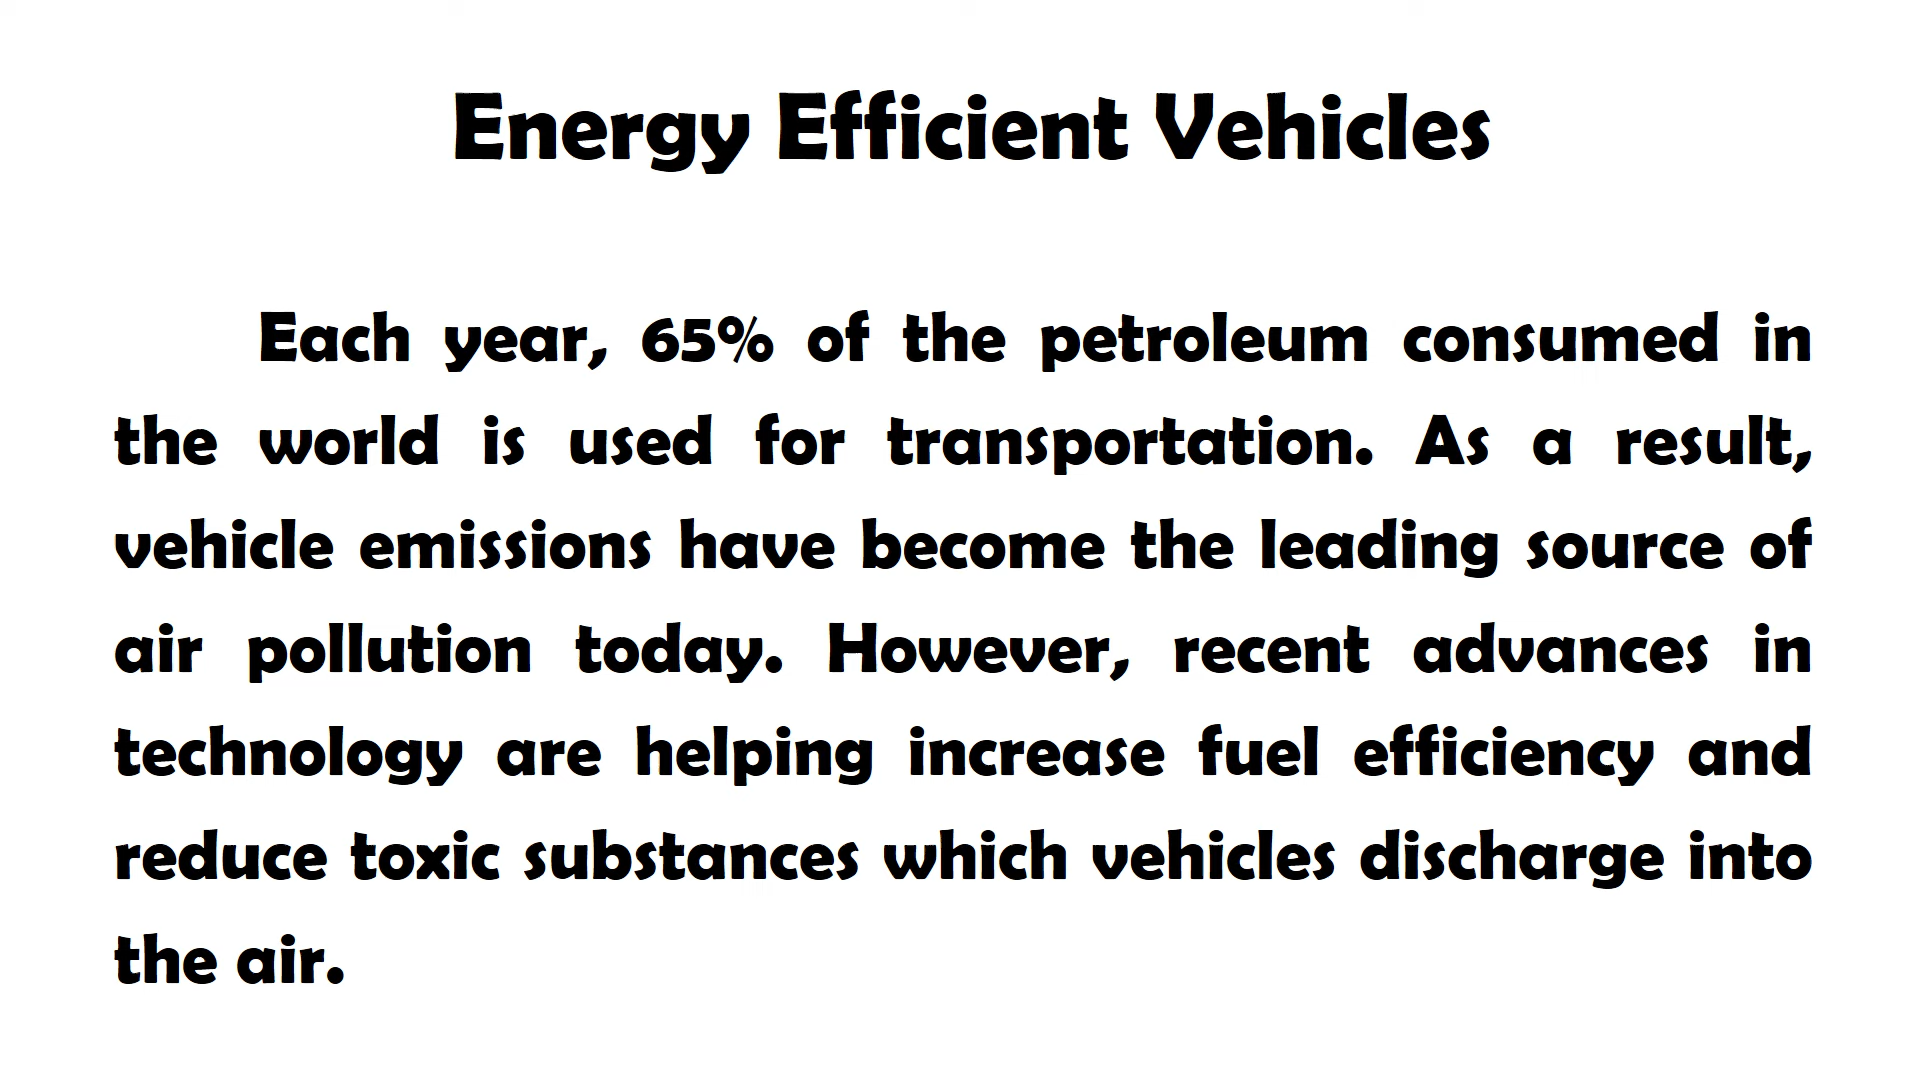 Energy Efficient Vehicles
Each year, 65% of the petroleum consumed in
the world is used for transportation. As a result,
vehicle emissions have become the leading source of
air pollution today. However, recent advances in
technology are helping increase fuel efficiency and
reduce toxic substances which vehicles discharge into
the air.